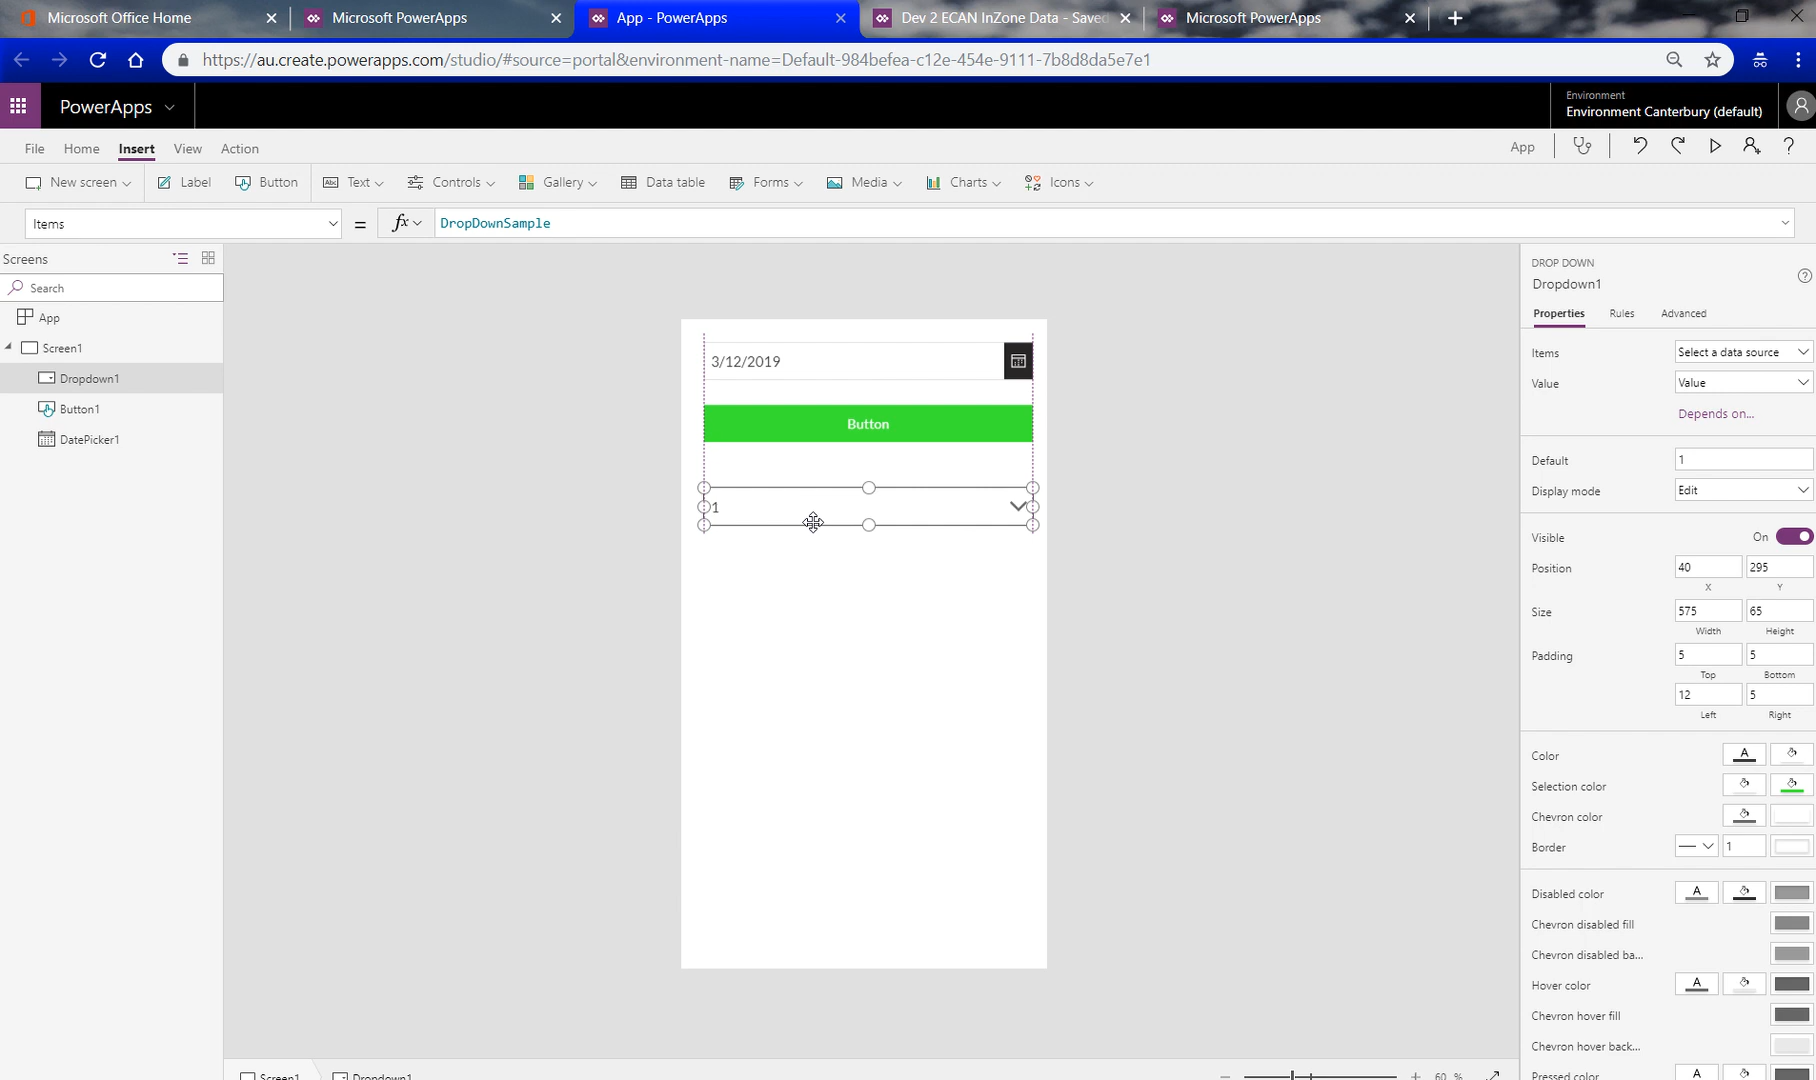 Microsoft Office Home
Microsoft PowerApps
App - PowerApps
Dev 2 ECAN InZone Data - Saved
Microsoft PowerApps
https://au.create.powerapps.com/studio/#source=portal&environment-name=Default-984befea-c12e-454e-9111-7b8d8da5e7e1
PowerApps
Environment
Environment Canterbury (default)
File Home Insert View Action
App
?
New screen
Label
Button
Abc Text
Controls
Gallery
Data table
Forms
Media
Charts
Icons
Items
=
fx
DropDownSample
Screens
Search
App
Screen1
Dropdown1
Button1
DatePicker1
3/12/2019
Button
1
DROP DOWN
Dropdown1
?
Properties Rules Advanced
Items Select a data source
Value Value
Depends on...
Default 1
Display mode Edit
Visible On
Position 40 295
X Y
Size 575 65
Width Height
Padding 5 5
Top Bottom
12 5
Left Right
Color A
Selection color
Chevron color
Border 1
Disabled color A
Chevron disabled fill
Chevron disabled ba...
Hover color A
Chevron hover fill
Chevron hover back...
Pressed color A
Screen1
Dropdown1
60 %